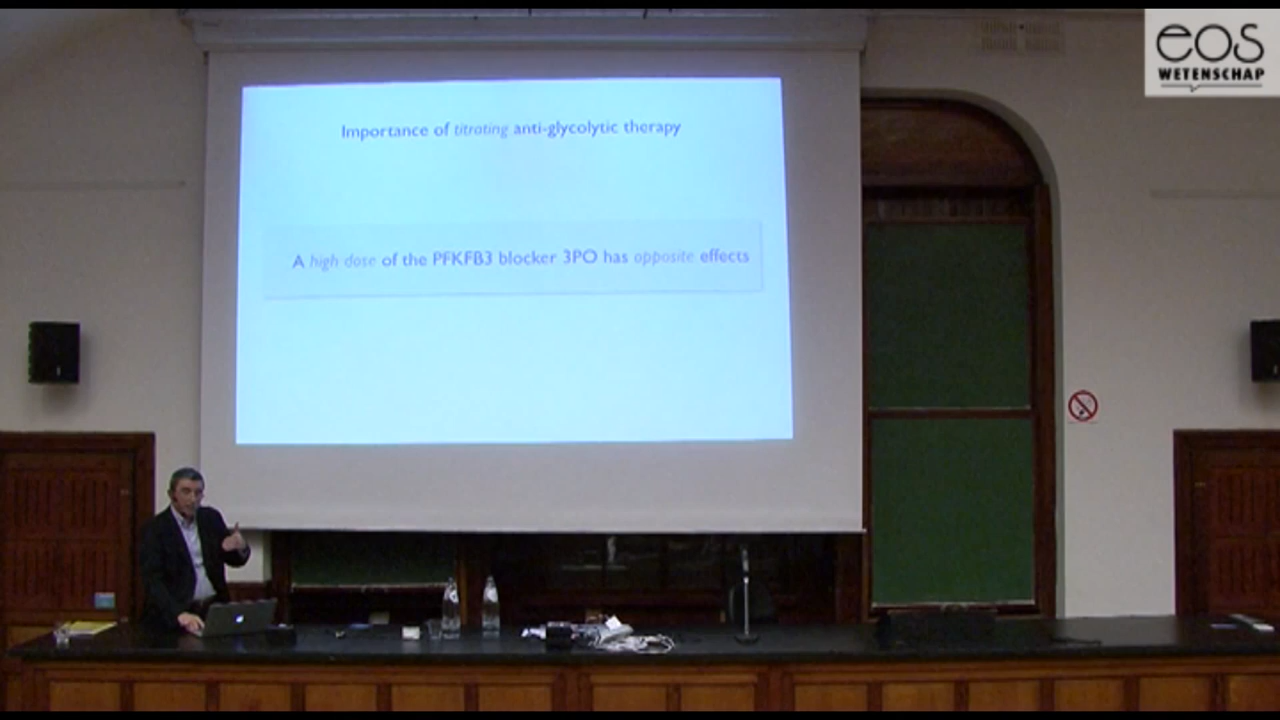 eos
WETENSCHAP
Importance of titrating anti-glycolytic therapy
A high dose of the PFKFB3 blocker 3PO has opposite effects